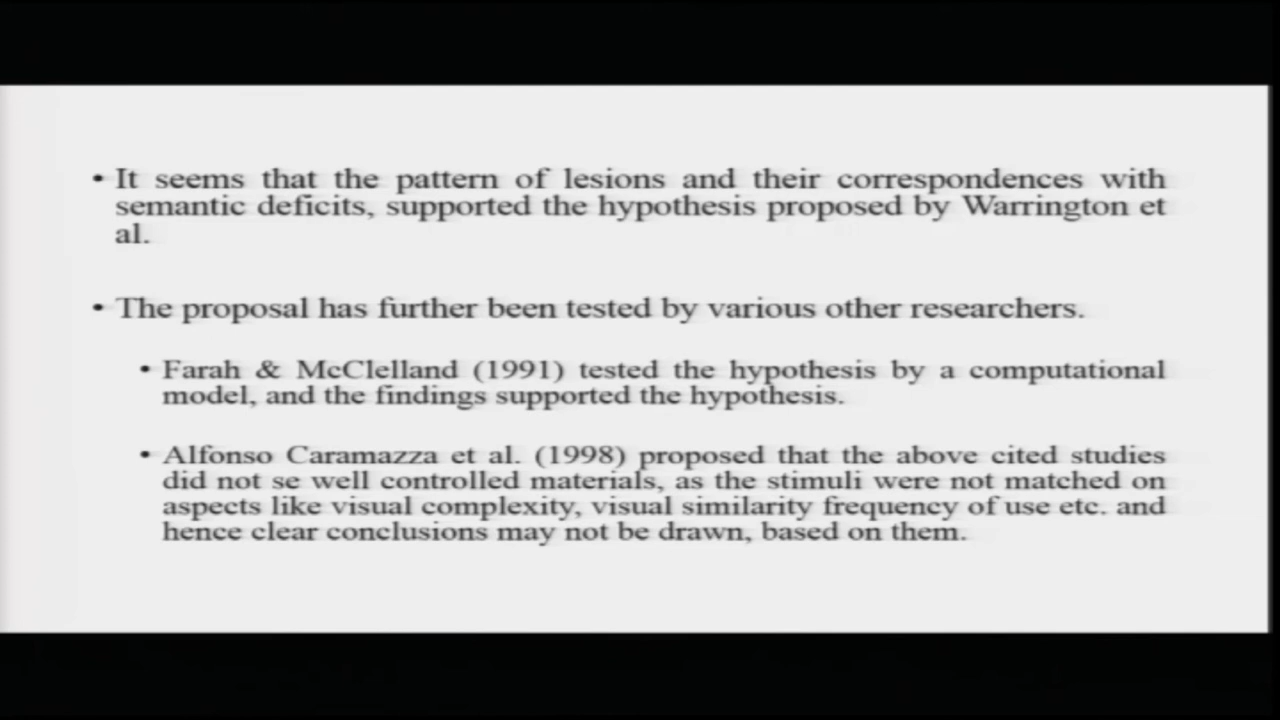 • It seems that the pattern of lesions and their correspondences with
semantic deficits, supported the hypothesis proposed by Warrington et
al.
• The proposal has further been tested by various other researchers.
• Farah & McClelland (1991) tested the hypothesis by a computational
model, and the findings supported the hypothesis.
• Alfonso Caramazza et al. (1998) proposed that the above cited studies
did not se well controlled materials, as the stimuli were not matched on
aspects like visual complexity, visual similarity frequency of use etc. and
hence clear conclusions may not be drawn, based on them.